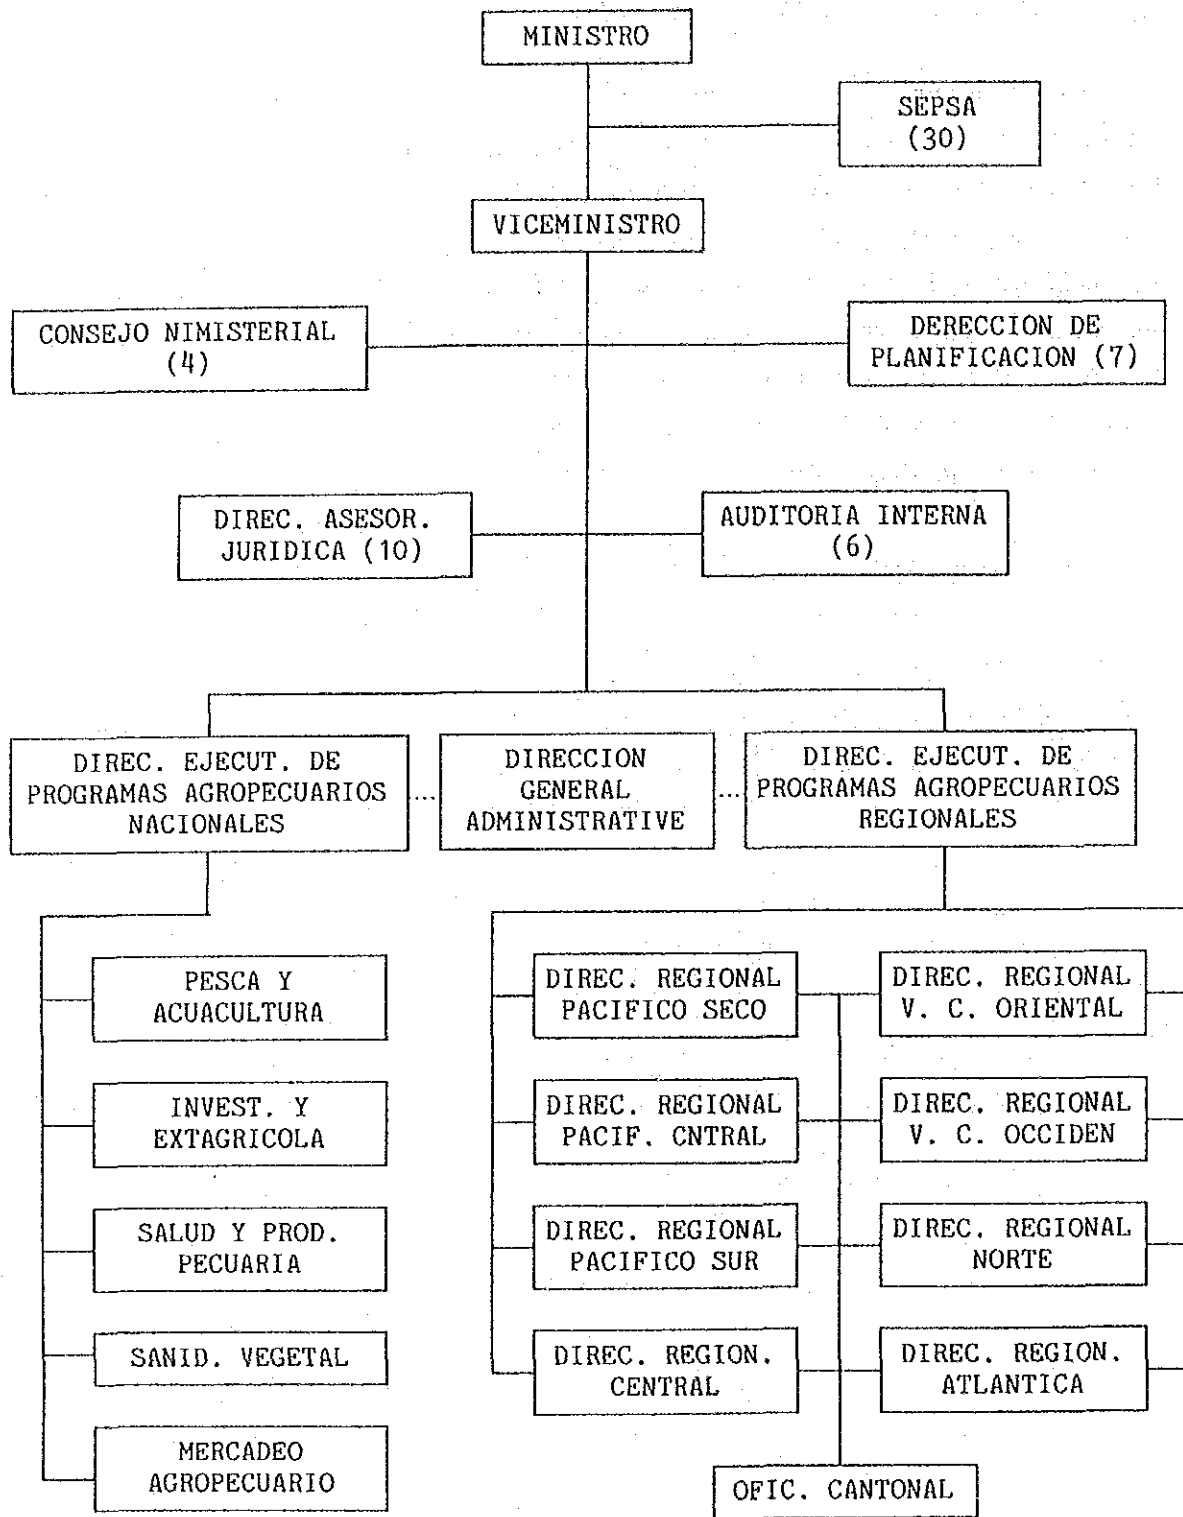 MINISTRO
SEPSA
(30)
VICEMINISTRO
CONSEJO NIMISTERIAL
(4)
DERECCION DE
PLANIFICACION (7)
DIREC. ASESOR.
JURIDICA (10)
AUDITORIA INTERNA
(6)
DIREC. EJECUT. DE
PROGRAMAS AGROPECUARIOS
NACIONALES
...
DIRECCION
GENERAL
ADMINISTRATIVE
...
DIREC. EJECUT. DE
PROGRAMAS AGROPECUARIOS
REGIONALES
PESCA Y
ACUACULTURA
INVEST. Y
EXTAGRICOLA
SALUD Y PROD.
PECUARIA
SANID. VEGETAL
MERCADEO
AGROPECUARIO
DIREC. REGIONAL
PACIFICO SECO
DIREC. REGIONAL
V. C. ORIENTAL
DIREC. REGIONAL
PACIF. CNTRAL
DIREC. REGIONAL
V. C. OCCIDEN
DIREC. REGIONAL
PACIFICO SUR
DIREC. REGIONAL
NORTE
DIREC. REGION.
CENTRAL
DIREC. REGION.
ATLANTICA
OFIC. CANTONAL